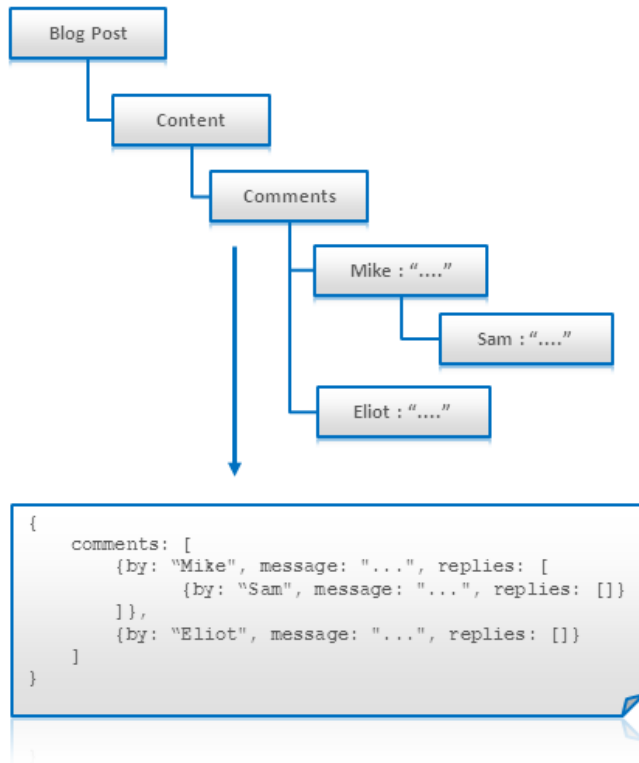 Blog Post
Content
Comments
Mike : “....”
Sam : “....”
Eliot : “....”
{
    comments: [
        {by: “Mike", message: "...", replies: [
             {by: “Sam", message: "...", replies: []}
        ]},
        {by: “Eliot", message: "...", replies: []}
    ]
}